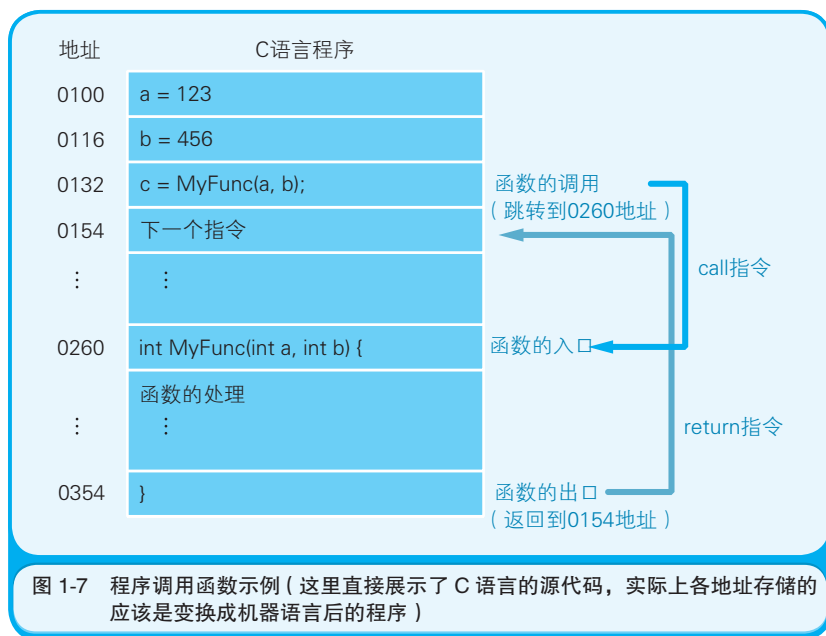 地址 C语言程序
0100 a = 123
0116 b = 456
0132 c = MyFunc(a, b); 函数的调用
（跳转到0260地址）
0154 下一个指令
⋮ ⋮
call指令
0260 int MyFunc(int a, int b) { 函数的入口
函数的处理
⋮ ⋮
return指令
0354 } 函数的出口
（返回到0154地址）
图 1-7 程序调用函数示例（这里直接展示了 C 语言的源代码，实际上各地址存储的
应该是变换成机器语言后的程序）